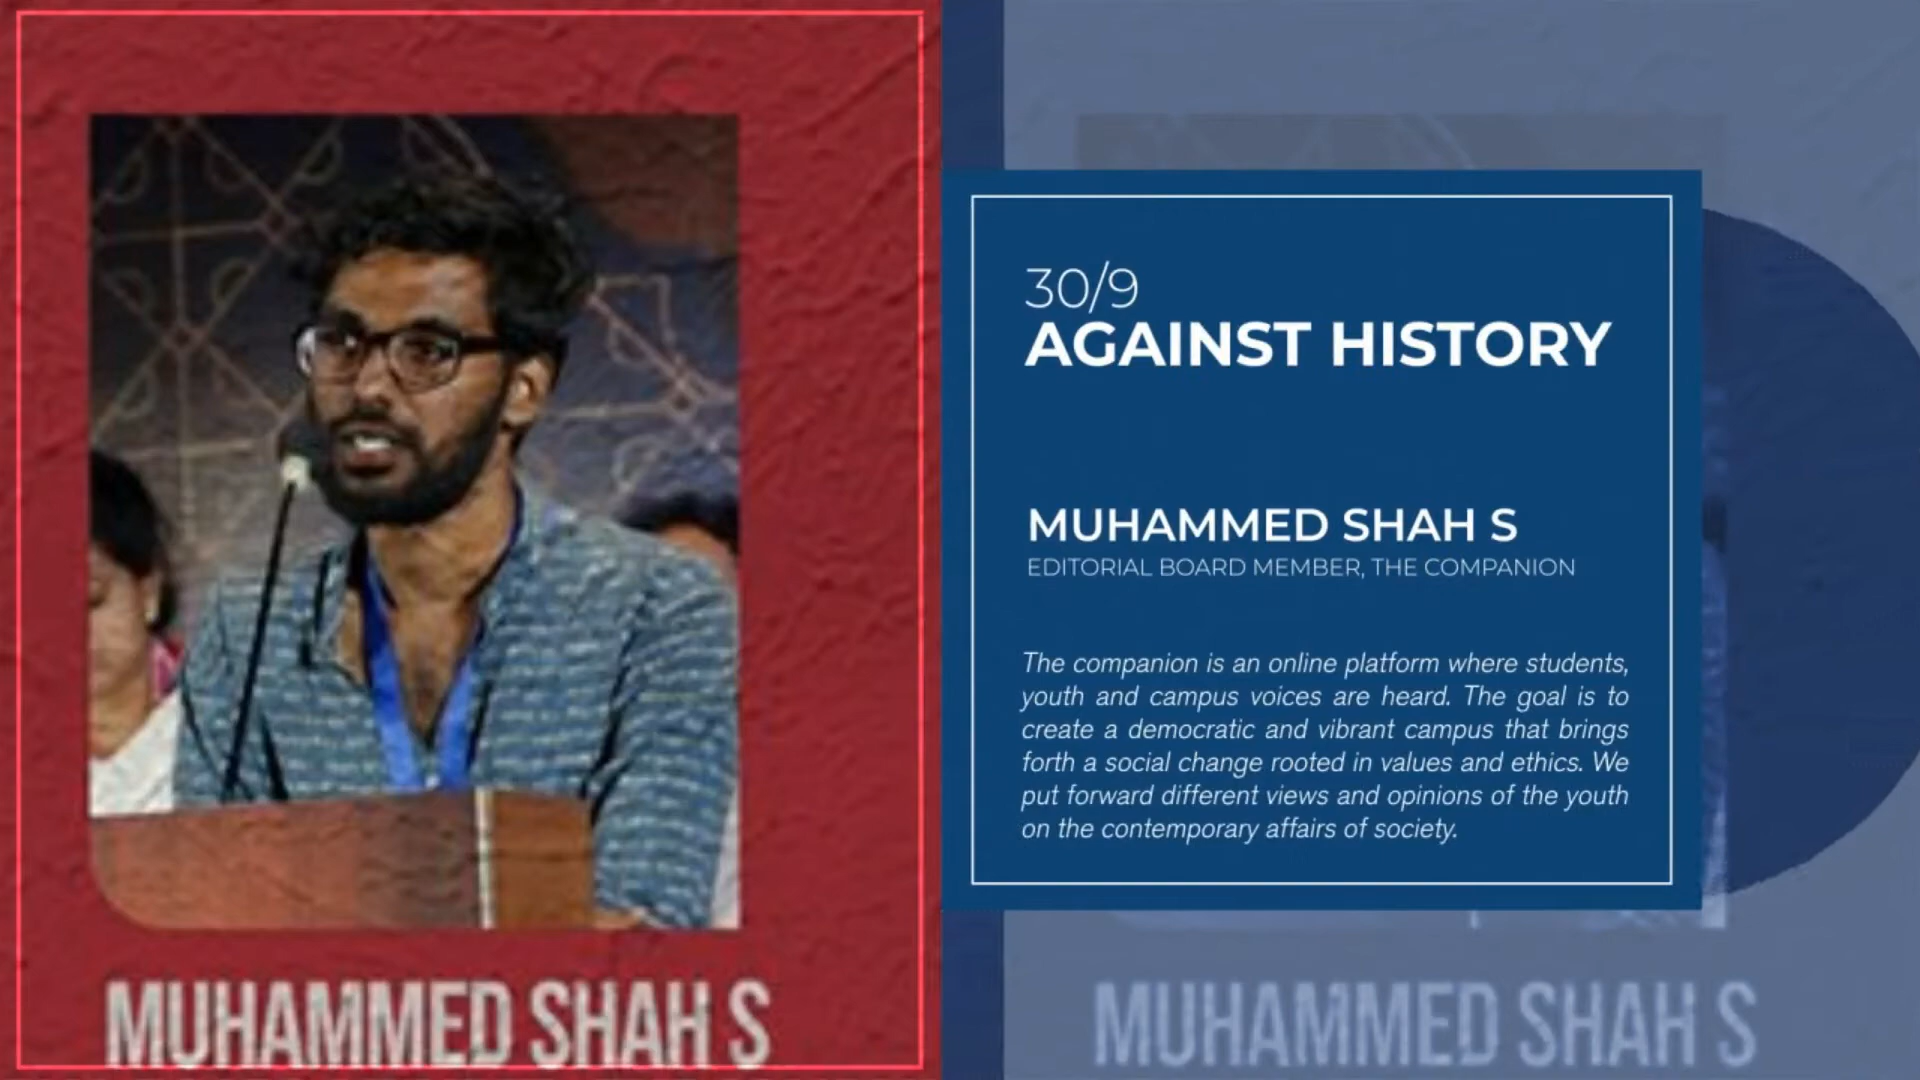 MUHAMMED SHAH S
30/9
AGAINST HISTORY
MUHAMMED SHAH S
EDITORIAL BOARD MEMBER, THE COMPANION
The companion is an online platform where students,
youth and campus voices are heard. The goal is to
create a democratic and vibrant campus that brings
forth a social change rooted in values and ethics. We
put forward different views and opinions of the youth
on the contemporary affairs of society.
MUHAMMED SHAH S